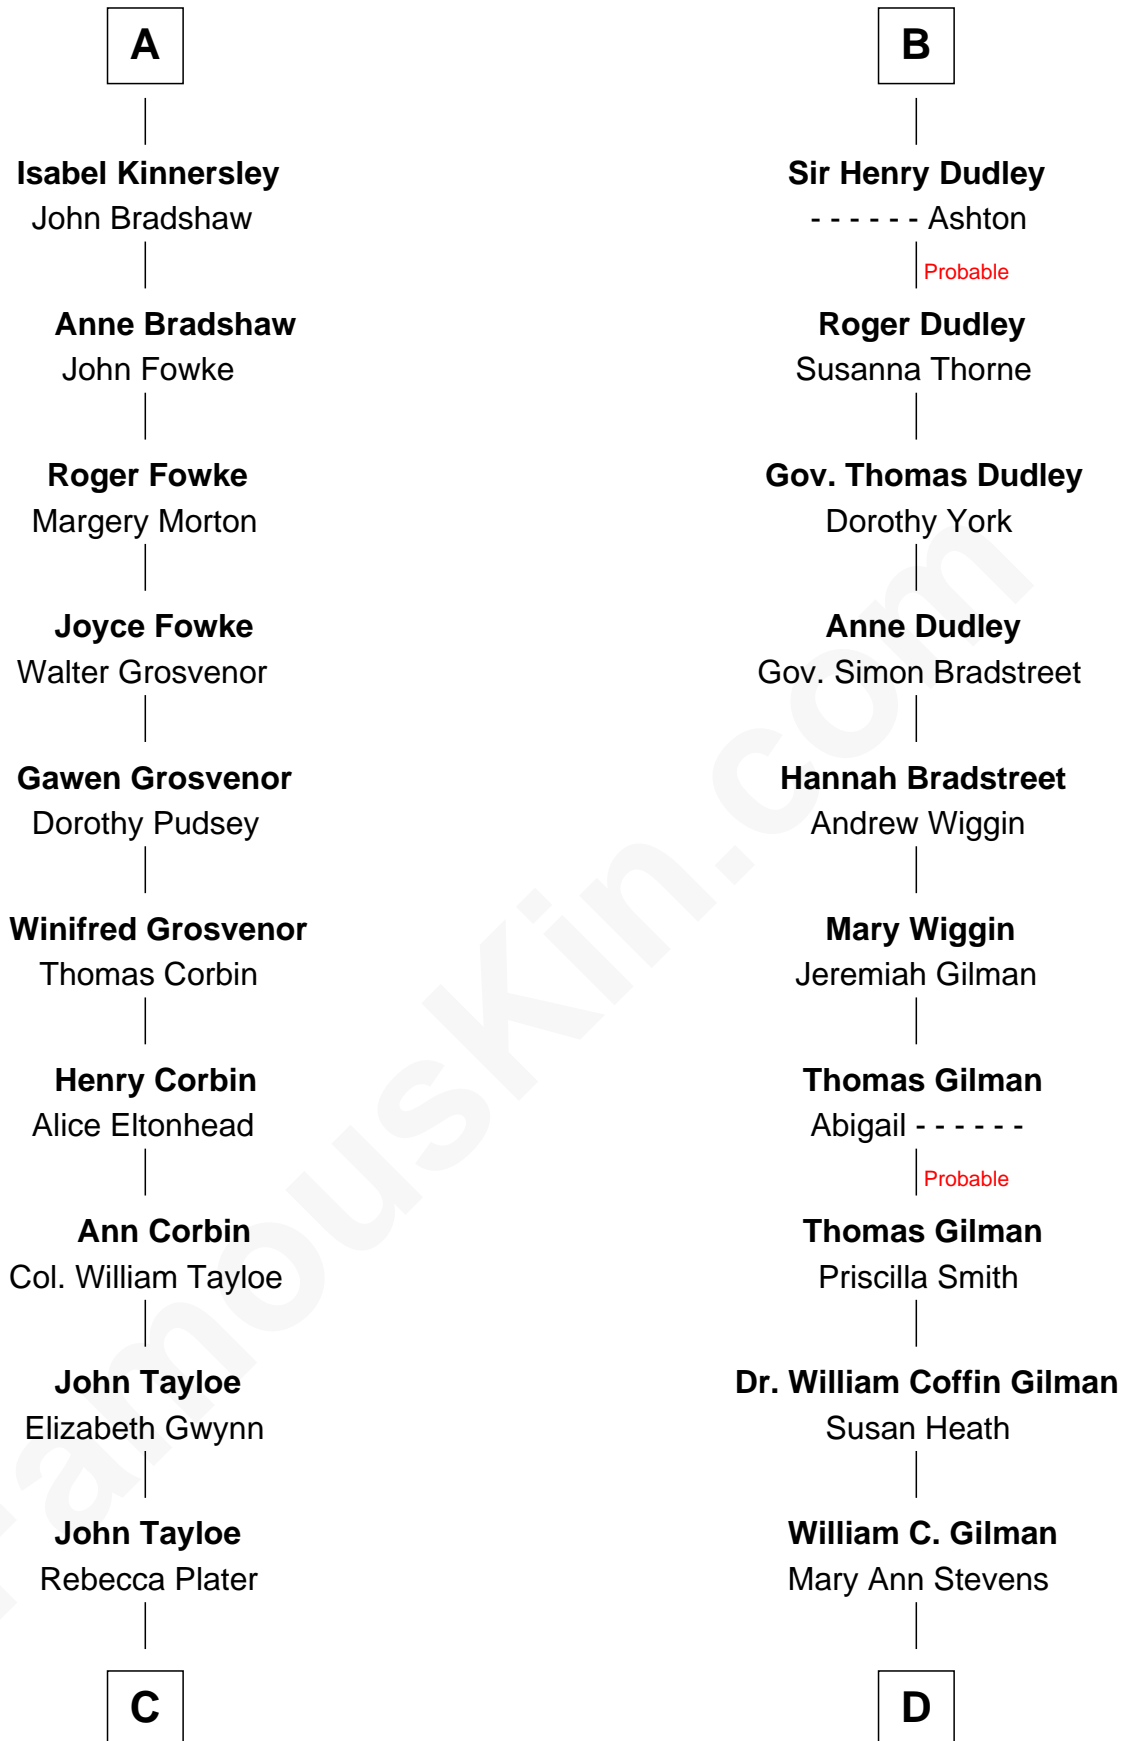 A
Isabel Kinnersley
John Bradshaw
Anne Bradshaw
John Fowke
Roger Fowke
Margery Morton
Joyce Fowke
Walter Grosvenor
Gawen Grosvenor
Dorothy Pudsey
Winifred Grosvenor
Thomas Corbin
Henry Corbin
Alice Eltonhead
Ann Corbin
Col. William Tayloe
John Tayloe
Elizabeth Gwynn
John Tayloe
Rebecca Plater
C
B
Sir Henry Dudley
- - - - - - Ashton
Probable
Roger Dudley
Susanna Thorne
Gov. Thomas Dudley
Dorothy York
Anne Dudley
Gov. Simon Bradstreet
Hannah Bradstreet
Andrew Wiggin
Mary Wiggin
Jeremiah Gilman
Thomas Gilman
Abigail - - - - - -
Probable
Thomas Gilman
Priscilla Smith
Dr. William Coffin Gilman
Susan Heath
William C. Gilman
Mary Ann Stevens
D
FamousKin.com